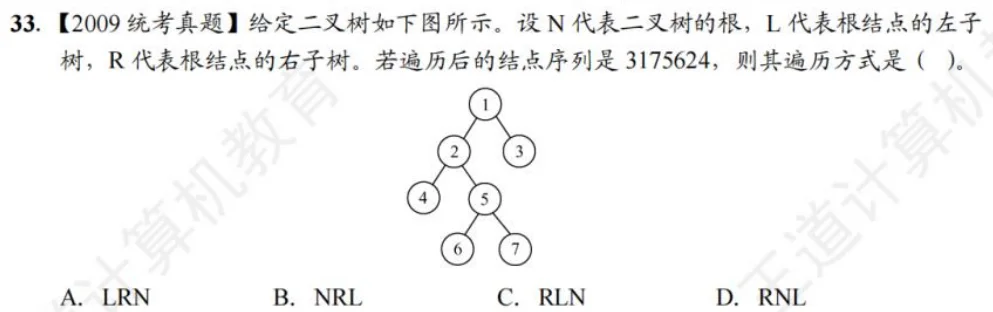 33. 【2009 统考真题】给定二叉树如下图所示。设 N 代表二叉树的根，L 代表根结点的左子
树，R 代表根结点的右子树。若遍历后的结点序列是 3175624，则其遍历方式是（  ）。
1
2 3
4 5
6 7
A. LRN B. NRL C. RLN D. RNL
计算机教育
王道计算机